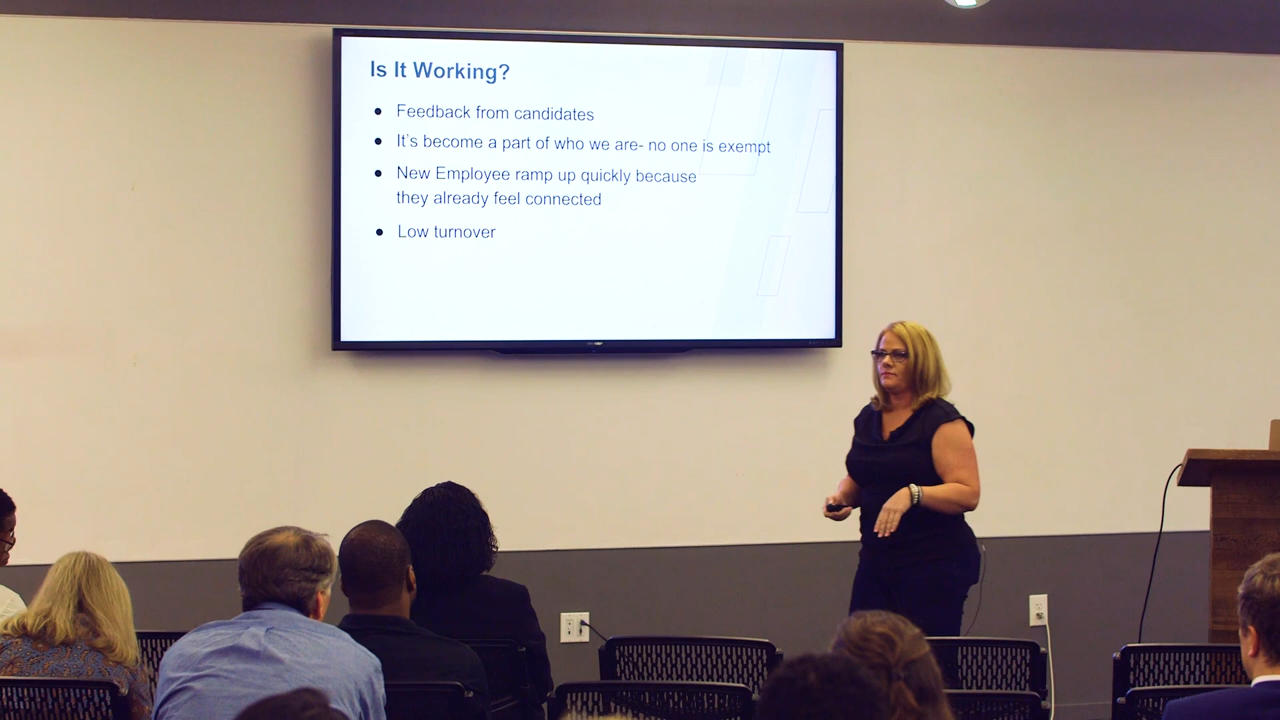 Is It Working?
● Feedback from candidates
● It's become a part of who we are- no one is exempt
● New Employee ramp up quickly because
they already feel connected
● Low turnover